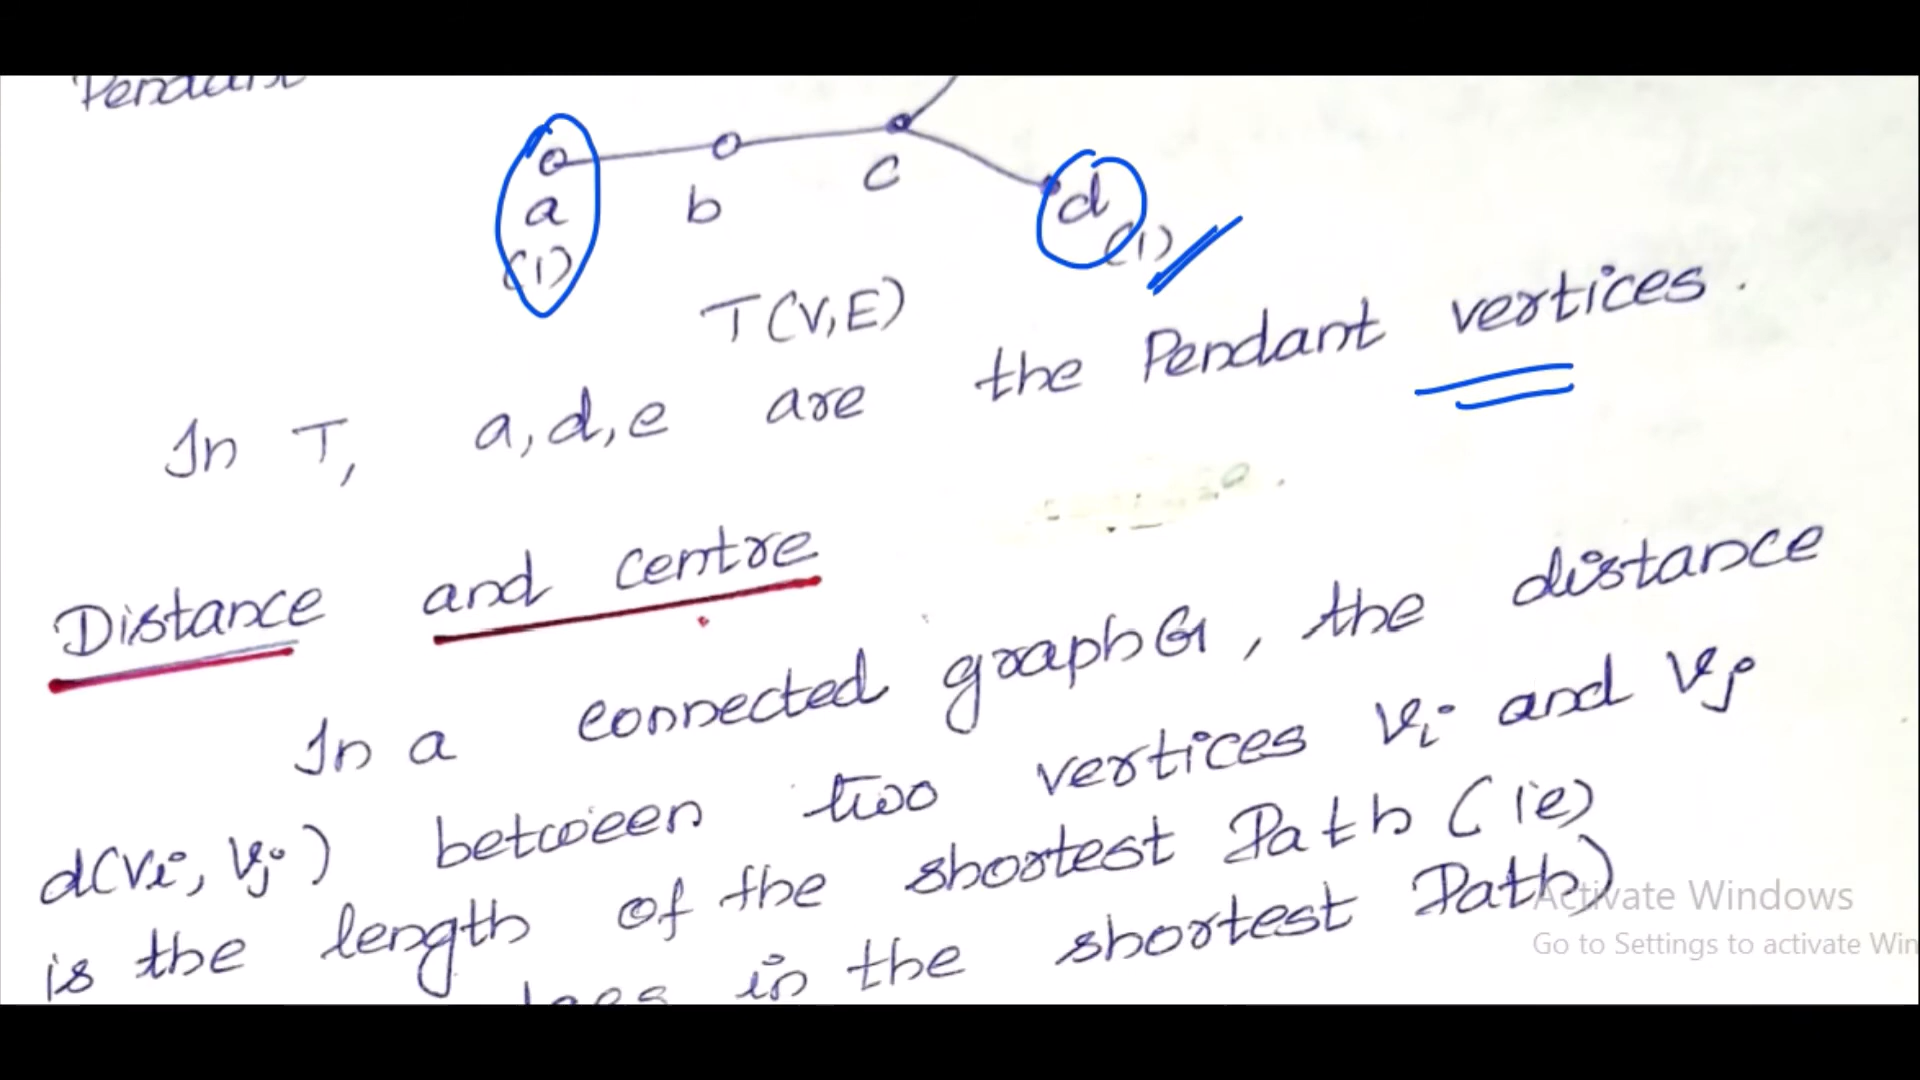 Pendant
a b c d
(1) (1)
T(V,E)
In T, a,d,e are the Pendant vertices.
Distance and centre
In a connected graph G, the distance
d(vi, vj) between two vertices vi and vj
is the length of the shortest Path (ie)
in the shortest Path)
Activate Windows
Go to Settings to activate Win